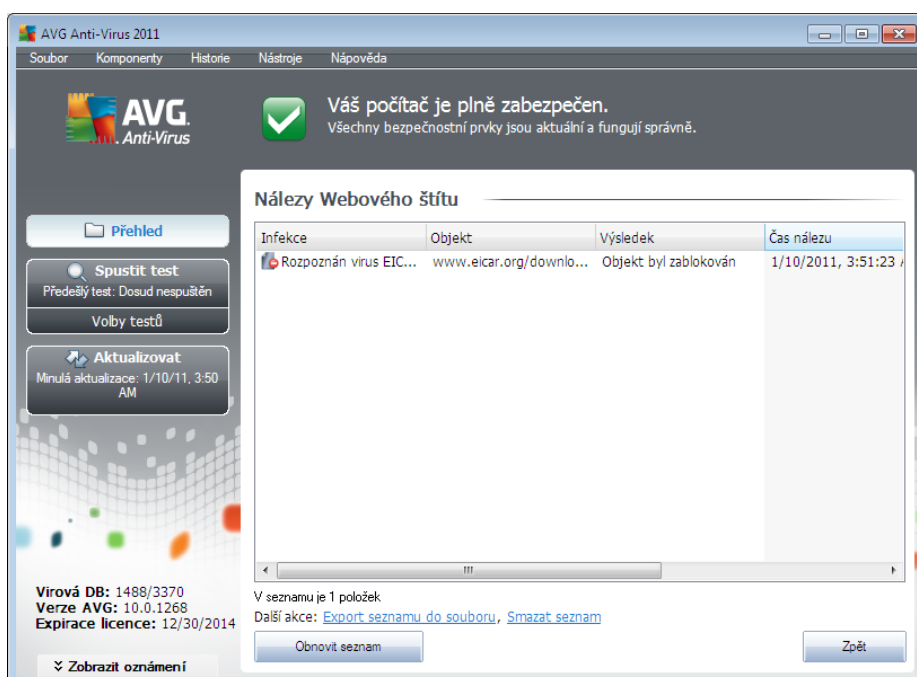 AVG Anti-Virus 2011
Soubor Komponenty Historie Nástroje Nápověda
AVG.
Anti-Virus
Váš počítač je plně zabezpečen.
Všechny bezpečnostní prvky jsou aktuální a fungují správně.
Přehled
Spustit test
Předešlý test: Dosud nespuštěn
Volby testů
Aktualizovat
Minulá aktualizace: 1/10/11, 3:50
AM
Virová DB: 1488/3370
Verze AVG: 10.0.1268
Expirace licence: 12/30/2014
Zobrazit oznámení
Nálezy Webového štítu
Infekce Objekt Výsledek Čas nálezu
Rozpoznán virus EIC... www.eicar.org/downlo... Objekt byl zablokován 1/10/2011, 3:51:23
V seznamu je 1 položek
Další akce: Export seznamu do souboru, Smazat seznam
Obnovit seznam Zpět